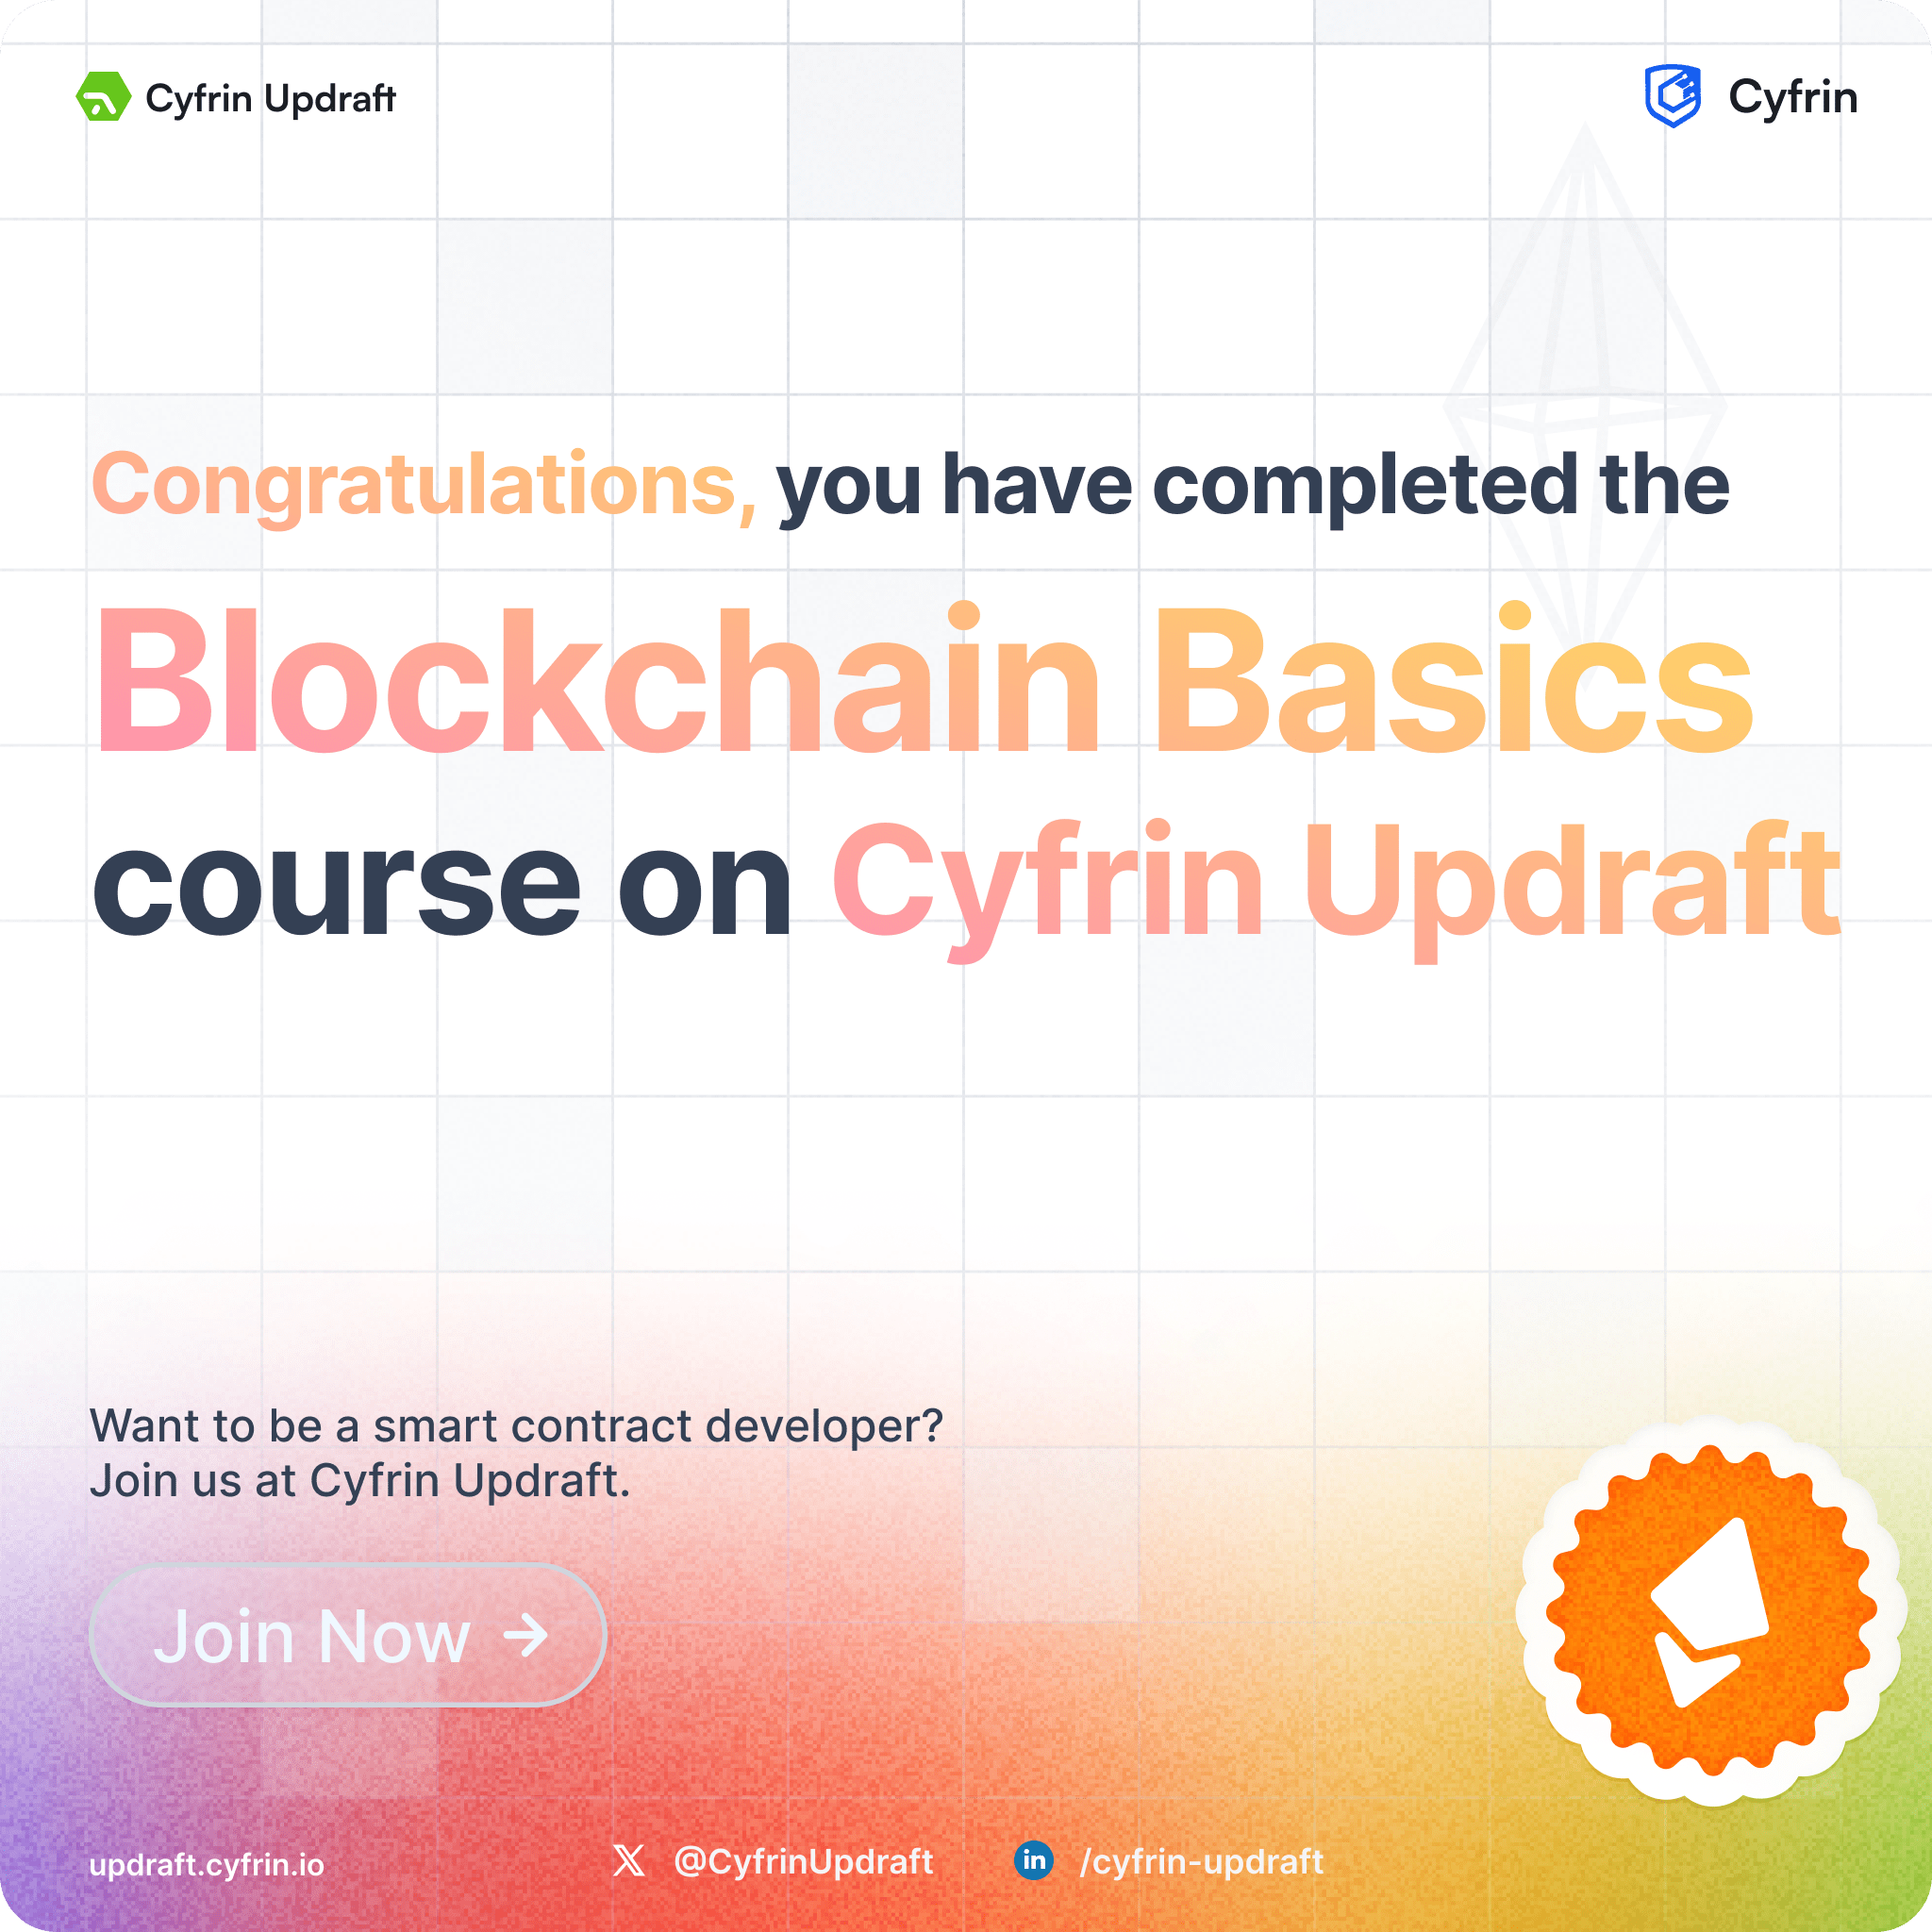 Cyfrin Updraft
Cyfrin
Congratulations, you have completed the
Blockchain Basics
course on Cyfrin Updraft
Want to be a smart contract developer?
Join us at Cyfrin Updraft.
Join Now
updraft.cyfrin.io
@CyfrinUpdraft
in
/cyfrin-updraft